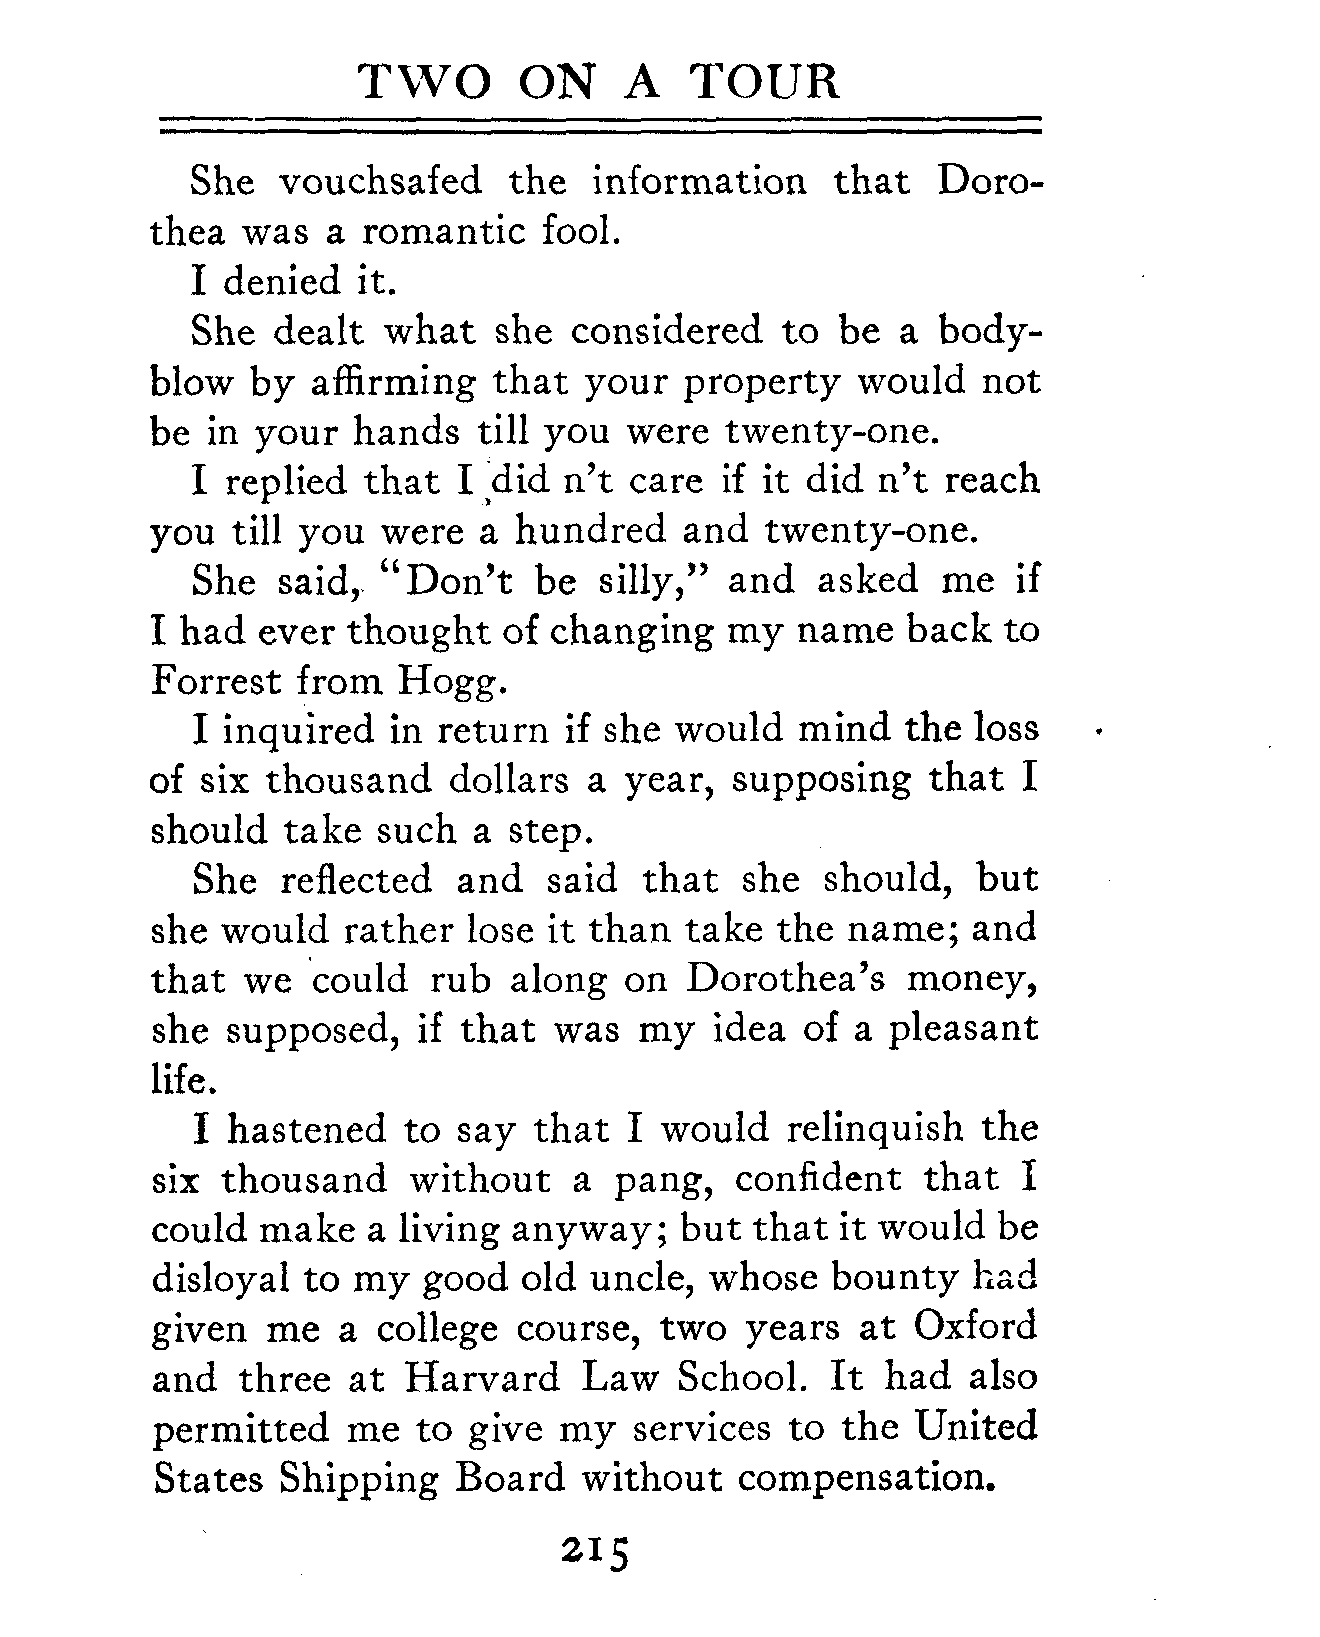 TWO ON A TOUR
She vouchsafed the information that Doro-
thea was a romantic fool.
I denied it.
She dealt what she considered to be a body-
blow by affirming that your property would not
be in your hands till you were twenty-one.
I replied that I did n't care if it did n't reach
you till you were a hundred and twenty-one.
She said, "Don't be silly," and asked me if
I had ever thought of changing my name back to
Forrest from Hogg.
I inquired in return if she would mind the loss
of six thousand dollars a year, supposing that I
should take such a step.
She reflected and said that she should, but
she would rather lose it than take the name; and
that we could rub along on Dorothea's money,
she supposed, if that was my idea of a pleasant
life.
I hastened to say that I would relinquish the
six thousand without a pang, confident that I
could make a living anyway; but that it would be
disloyal to my good old uncle, whose bounty had
given me a college course, two years at Oxford
and three at Harvard Law School. It had also
permitted me to give my services to the United
States Shipping Board without compensation.
215